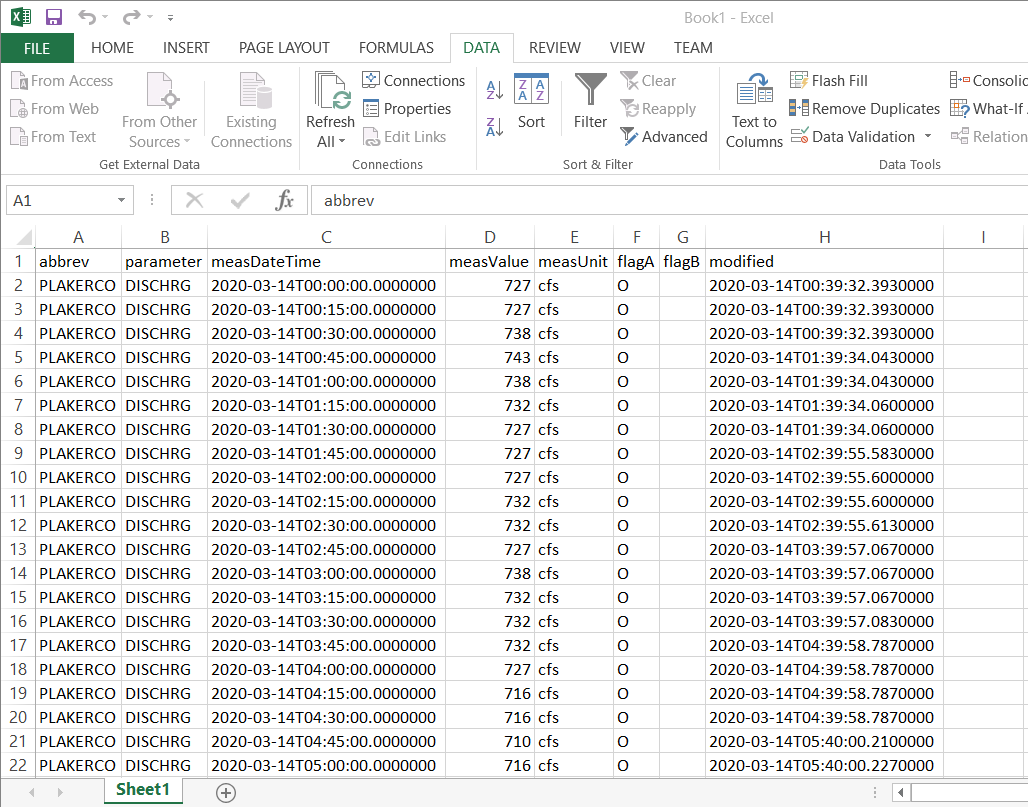 Book1 - Excel
FILE HOME INSERT PAGE LAYOUT FORMULAS DATA REVIEW VIEW TEAM
From Access
From Web
From Text
From Other Sources
Existing Connections
Get External Data
Refresh All
Connections
Properties
Edit Links
Connections
Sort
Filter
Clear
Reapply
Advanced
Sort & Filter
Text to Columns
Flash Fill
Remove Duplicates
Data Validation
Consolic
What-If
Relation
Data Tools
A1 fx abbrev
A B C D E F G H I
1 abbrev parameter measDateTime measValue measUnit flagA flagB modified
2 PLAKERCO DISCHRG 2020-03-14T00:00:00.0000000 727 cfs O 2020-03-14T00:39:32.3930000
3 PLAKERCO DISCHRG 2020-03-14T00:15:00.0000000 727 cfs O 2020-03-14T00:39:32.3930000
4 PLAKERCO DISCHRG 2020-03-14T00:30:00.0000000 738 cfs O 2020-03-14T00:39:32.3930000
5 PLAKERCO DISCHRG 2020-03-14T00:45:00.0000000 743 cfs O 2020-03-14T01:39:34.0430000
6 PLAKERCO DISCHRG 2020-03-14T01:00:00.0000000 738 cfs O 2020-03-14T01:39:34.0430000
7 PLAKERCO DISCHRG 2020-03-14T01:15:00.0000000 732 cfs O 2020-03-14T01:39:34.0600000
8 PLAKERCO DISCHRG 2020-03-14T01:30:00.0000000 727 cfs O 2020-03-14T01:39:34.0600000
9 PLAKERCO DISCHRG 2020-03-14T01:45:00.0000000 727 cfs O 2020-03-14T02:39:55.5830000
10 PLAKERCO DISCHRG 2020-03-14T02:00:00.0000000 727 cfs O 2020-03-14T02:39:55.6000000
11 PLAKERCO DISCHRG 2020-03-14T02:15:00.0000000 732 cfs O 2020-03-14T02:39:55.6000000
12 PLAKERCO DISCHRG 2020-03-14T02:30:00.0000000 732 cfs O 2020-03-14T02:39:55.6130000
13 PLAKERCO DISCHRG 2020-03-14T02:45:00.0000000 727 cfs O 2020-03-14T03:39:57.0670000
14 PLAKERCO DISCHRG 2020-03-14T03:00:00.0000000 738 cfs O 2020-03-14T03:39:57.0670000
15 PLAKERCO DISCHRG 2020-03-14T03:15:00.0000000 732 cfs O 2020-03-14T03:39:57.0670000
16 PLAKERCO DISCHRG 2020-03-14T03:30:00.0000000 732 cfs O 2020-03-14T03:39:57.0830000
17 PLAKERCO DISCHRG 2020-03-14T03:45:00.0000000 732 cfs O 2020-03-14T04:39:58.7870000
18 PLAKERCO DISCHRG 2020-03-14T04:00:00.0000000 727 cfs O 2020-03-14T04:39:58.7870000
19 PLAKERCO DISCHRG 2020-03-14T04:15:00.0000000 716 cfs O 2020-03-14T04:39:58.7870000
20 PLAKERCO DISCHRG 2020-03-14T04:30:00.0000000 716 cfs O 2020-03-14T04:39:58.7870000
21 PLAKERCO DISCHRG 2020-03-14T04:45:00.0000000 710 cfs O 2020-03-14T05:40:00.2100000
22 PLAKERCO DISCHRG 2020-03-14T05:00:00.0000000 716 cfs O 2020-03-14T05:40:00.2270000
Sheet1